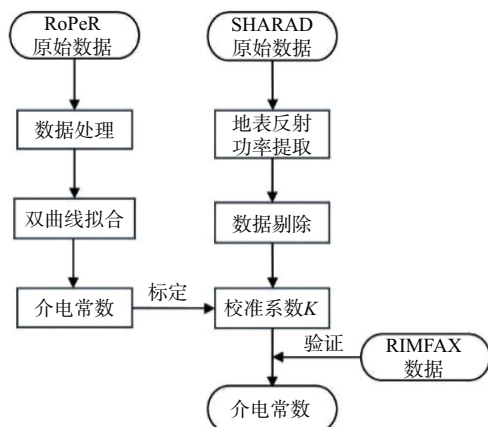 RoPeR
原始数据
SHARAD
原始数据
数据处理
地表反射
功率提取
双曲线拟合
数据剔除
介电常数
标定
校准系数K
验证
RIMFAX
数据
介电常数